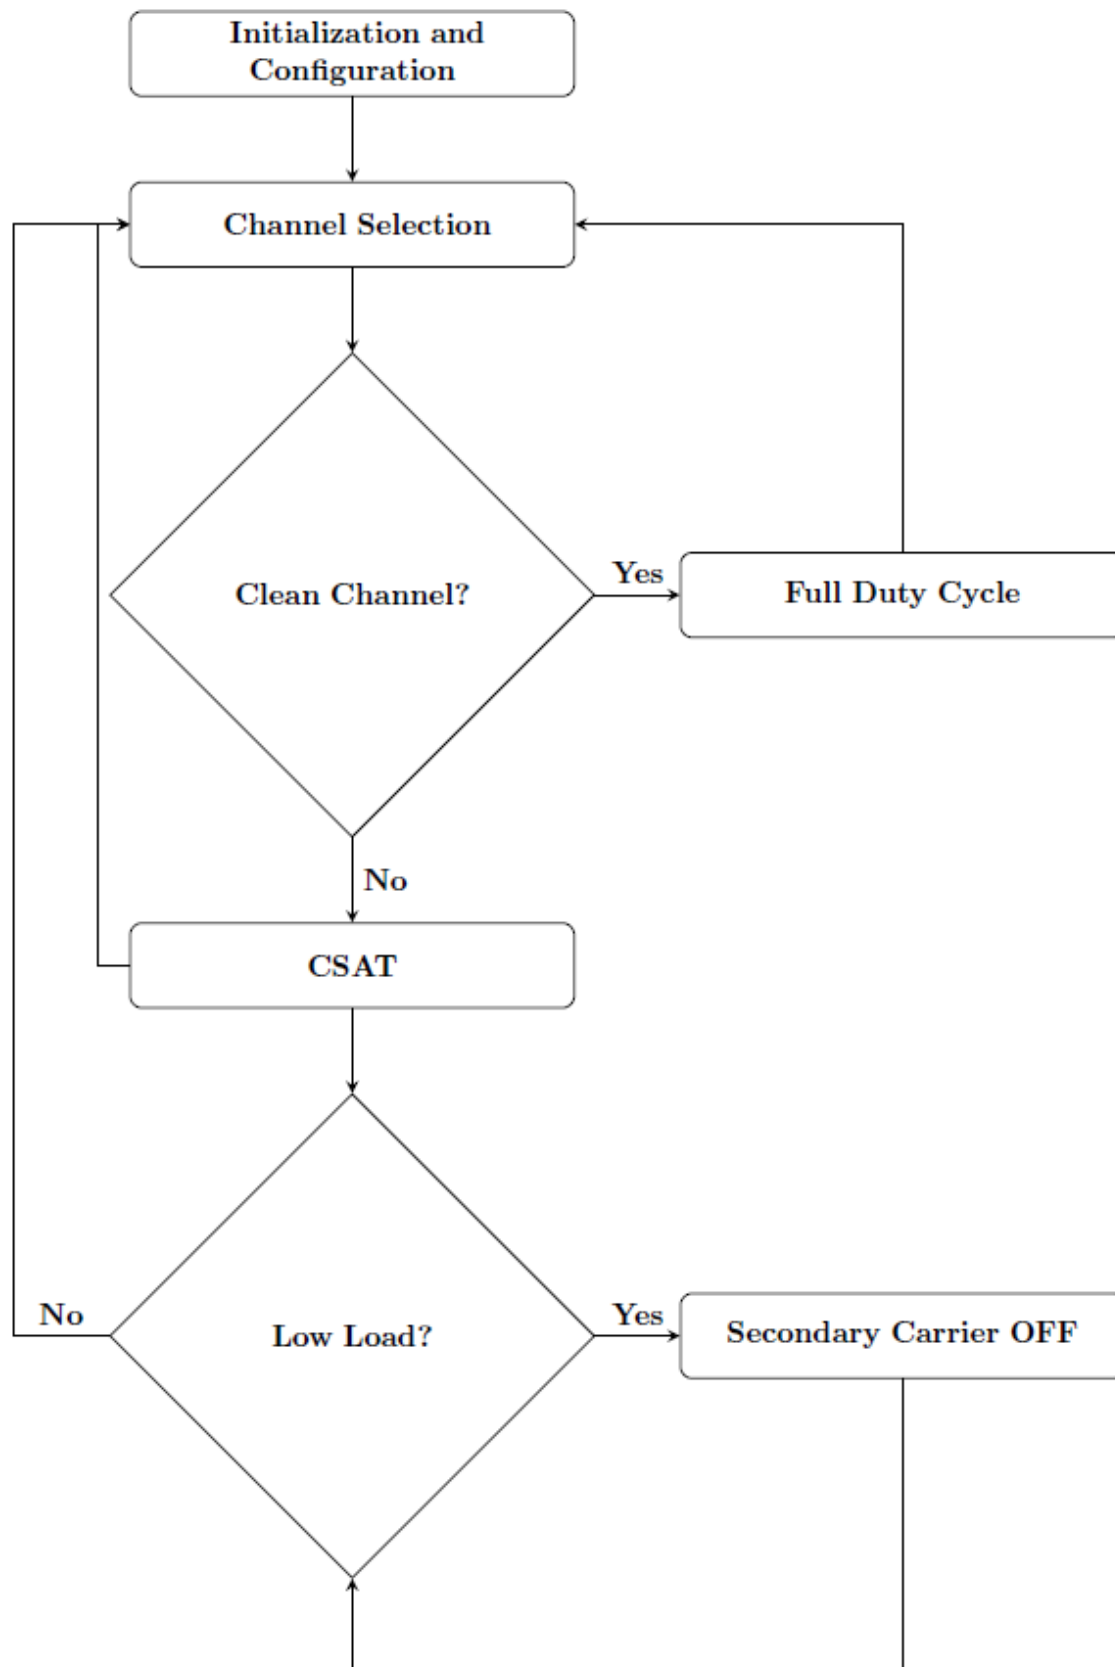 Initialization and
Configuration
Channel Selection
Clean Channel?
Yes
Full Duty Cycle
No
CSAT
No
Low Load?
Yes
Secondary Carrier OFF